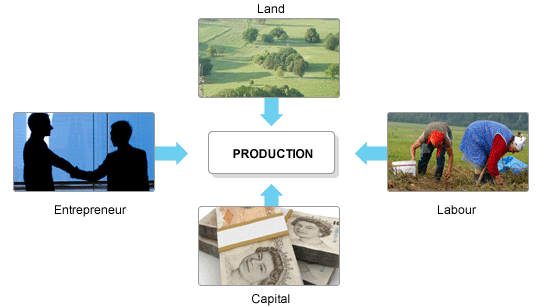 Land
PRODUCTION
Entrepreneur
Labour
Capital